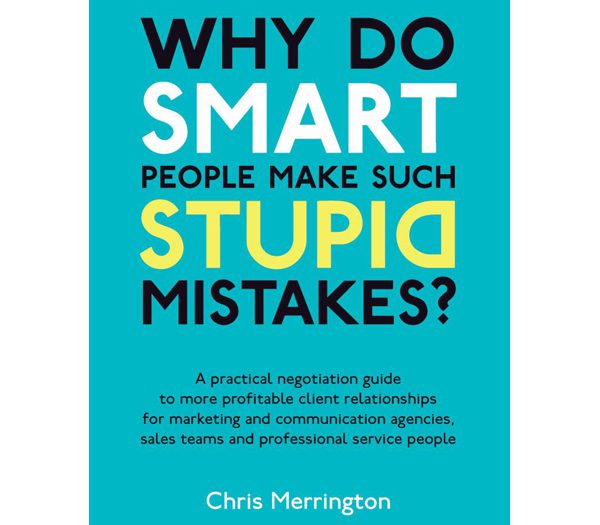 WHY DO
SMART
PEOPLE MAKE SUCH
STUPID
MISTAKES?
A practical negotiation guide
to more profitable client relationships
for marketing and communication agencies,
sales teams and professional service people
Chris Merrington